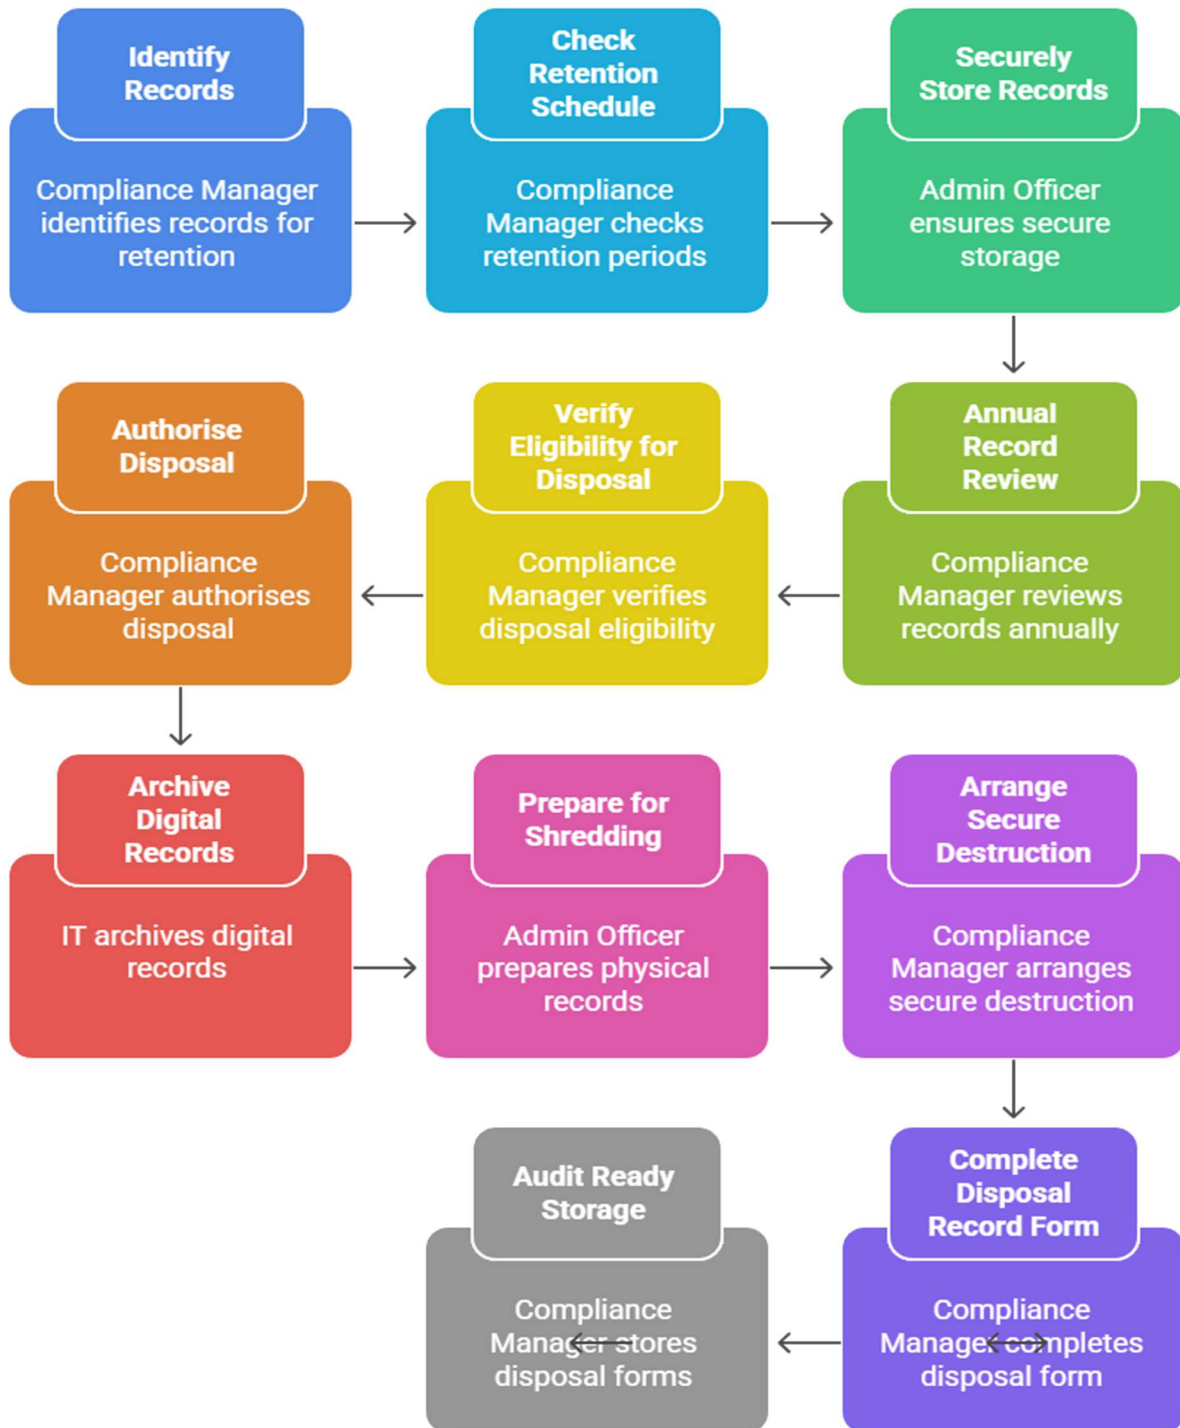 Identify
Records
Compliance Manager
identifies records for
retention
Check
Retention
Schedule
Compliance
Manager checks
retention periods
Securely
Store Records
Admin Officer
ensures secure
storage
Annual
Record
Review
Compliance
Manager reviews
records annually
Verify
Eligibility for
Disposal
Compliance
Manager verifies
disposal eligibility
Authorise
Disposal
Compliance
Manager authorises
disposal
Archive
Digital
Records
IT archives digital
records
Prepare for
Shredding
Admin Officer
prepares physical
records
Arrange
Secure
Destruction
Compliance
Manager arranges
secure destruction
Complete
Disposal
Record Form
Compliance
Manager completes
disposal form
Audit Ready
Storage
Compliance
Manager stores
disposal forms